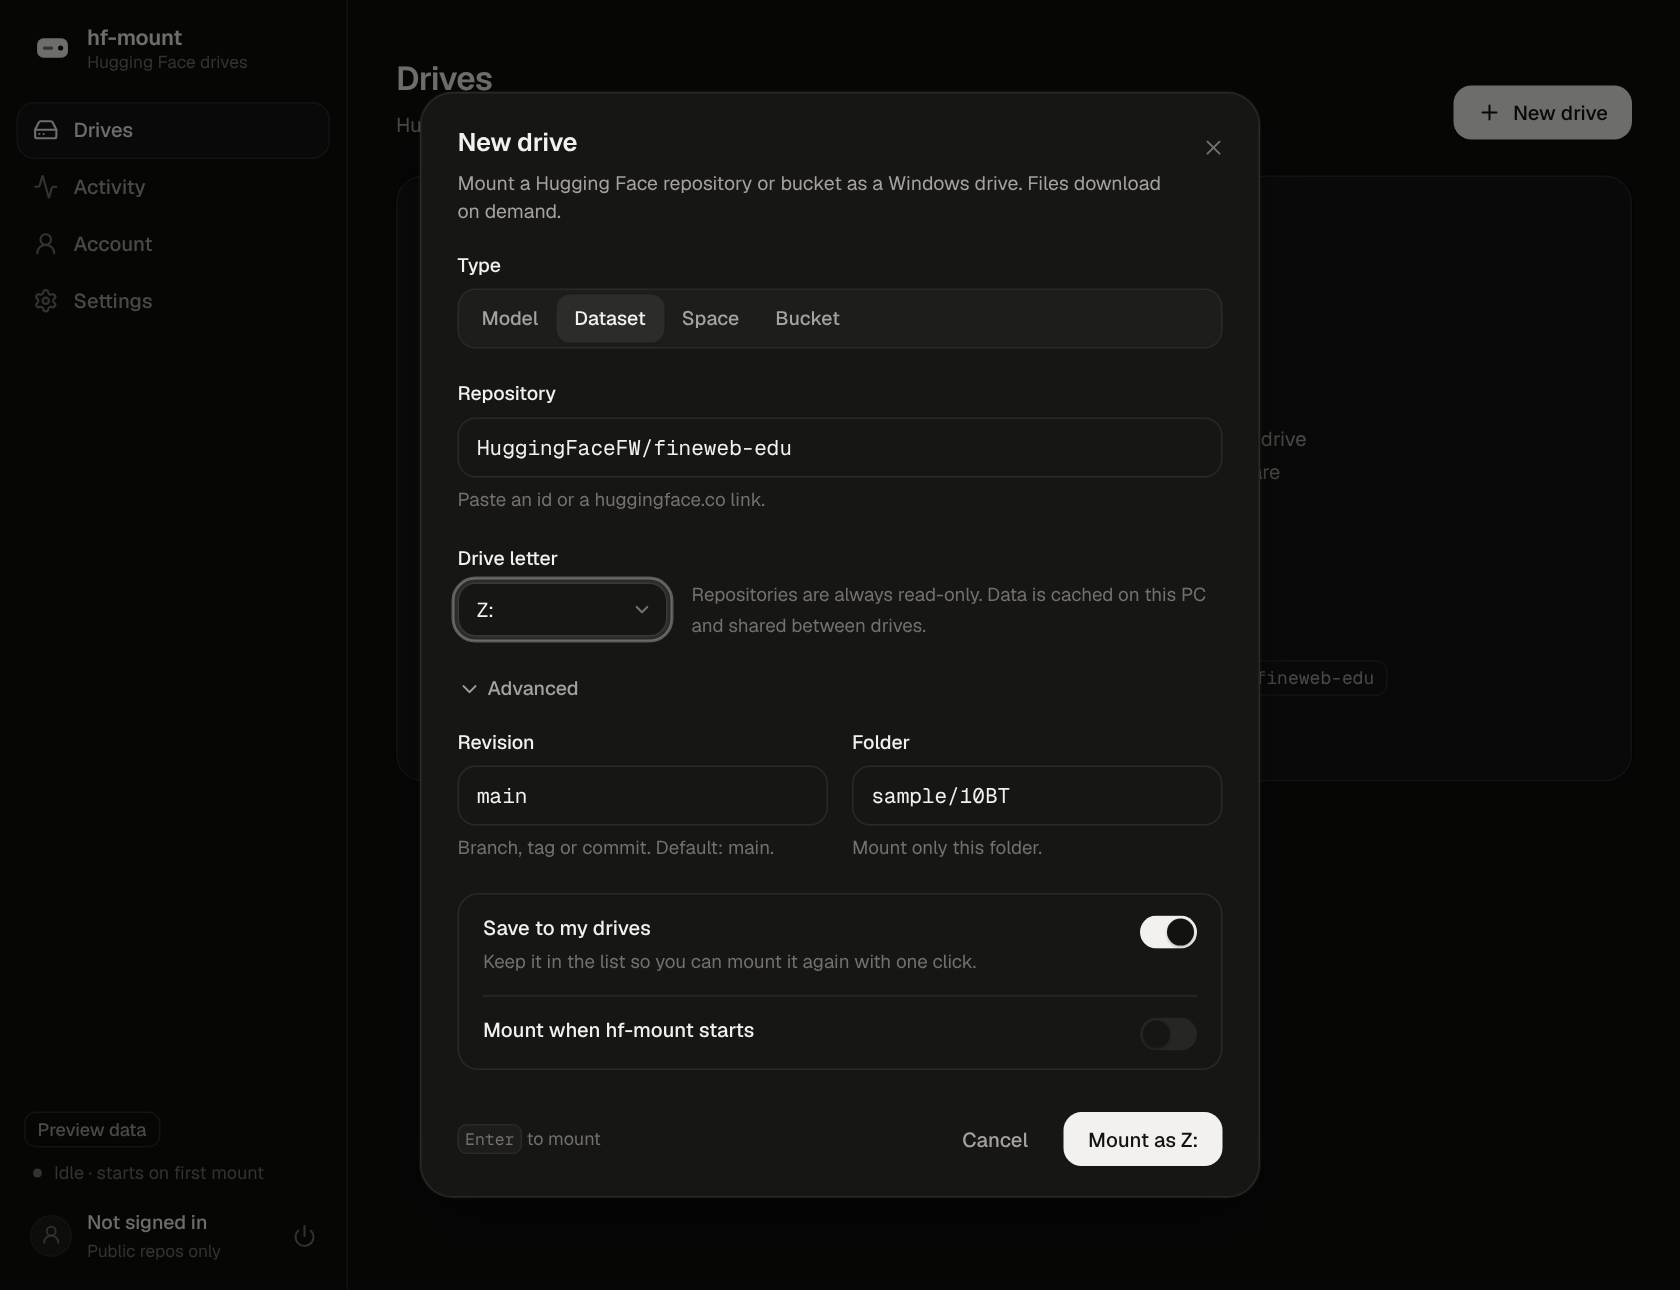 hf-mount
Hugging Face drives
Drives
Activity
Account
Settings
Preview data
Idle · starts on first mount
Not signed in
Public repos only
Drives
Hu
New drive
drive
are
fineweb-edu
New drive
Mount a Hugging Face repository or bucket as a Windows drive. Files download
on demand.
Type
Model Dataset Space Bucket
Repository
HuggingFaceFW/fineweb-edu
Paste an id or a huggingface.co link.
Drive letter
Z:
Repositories are always read-only. Data is cached on this PC
and shared between drives.
Advanced
Revision
main
Branch, tag or commit. Default: main.
Folder
sample/10BT
Mount only this folder.
Save to my drives
Keep it in the list so you can mount it again with one click.
Mount when hf-mount starts
Enter to mount
Cancel
Mount as Z: